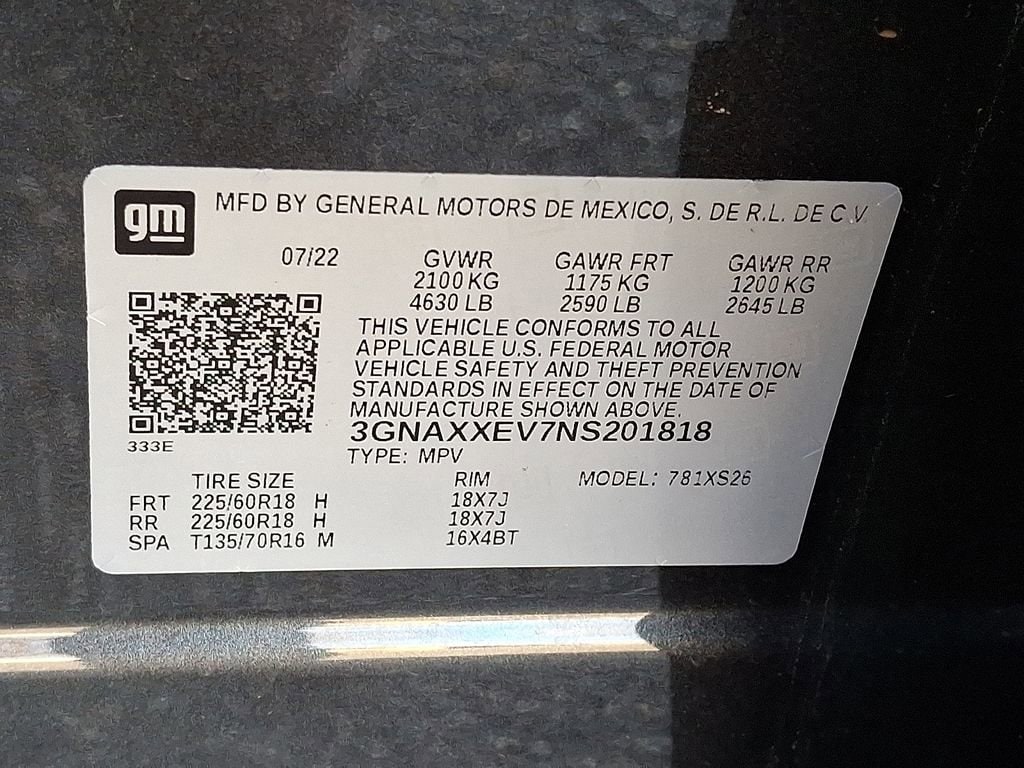 gm
MFD BY GENERAL MOTORS DE MEXICO, S. DE R.L. DE C.V.
07/22 GVWR GAWR FRT GAWR RR
2100 KG 1175 KG 1200 KG
4630 LB 2590 LB 2645 LB
THIS VEHICLE CONFORMS TO ALL
APPLICABLE U.S. FEDERAL MOTOR
VEHICLE SAFETY AND THEFT PREVENTION
STANDARDS IN EFFECT ON THE DATE OF
MANUFACTURE SHOWN ABOVE.
3GNAXXEV7NS201818
333E
TYPE: MPV
TIRE SIZE RIM MODEL: 781XS26
FRT 225/60R18 H 18X7J
RR 225/60R18 H 18X7J
SPA T135/70R16 M 16X4BT